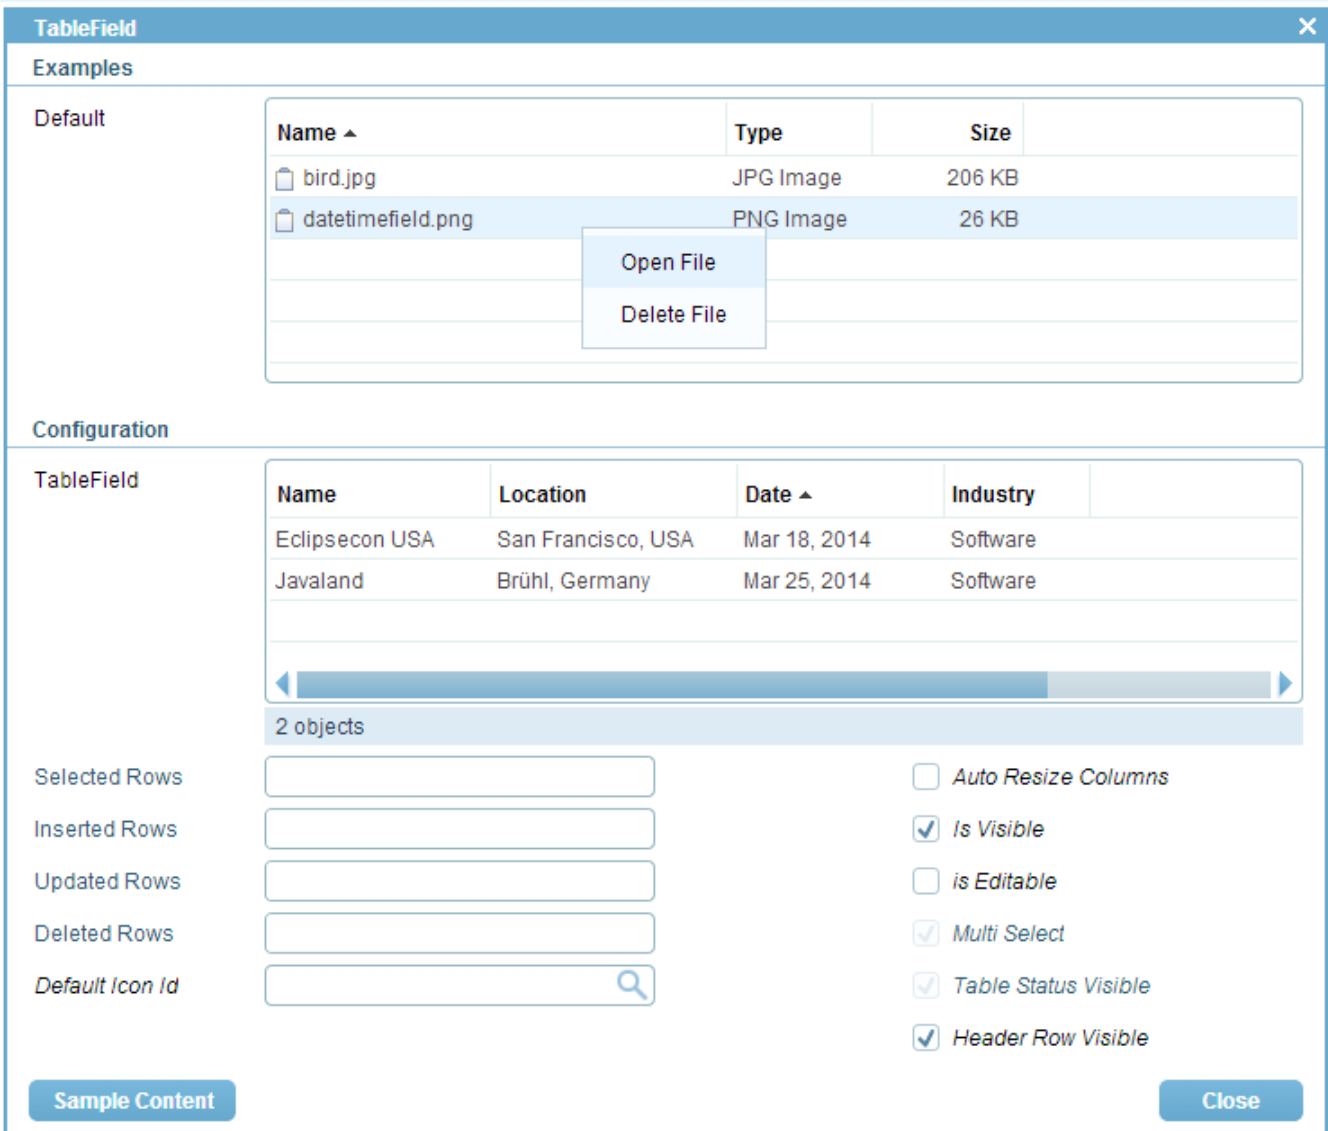 TableField
Examples
Default
Name Type Size
bird.jpg JPG Image 206 KB
datetimefield.png PNG Image 26 KB
Open File
Delete File
Configuration
TableField
Name Location Date Industry
Eclipsecon USA San Francisco, USA Mar 18, 2014 Software
Javaland Brühl, Germany Mar 25, 2014 Software
2 objects
Selected Rows Auto Resize Columns
Inserted Rows Is Visible
Updated Rows is Editable
Deleted Rows Multi Select
Default Icon Id Table Status Visible
Header Row Visible
Sample Content Close